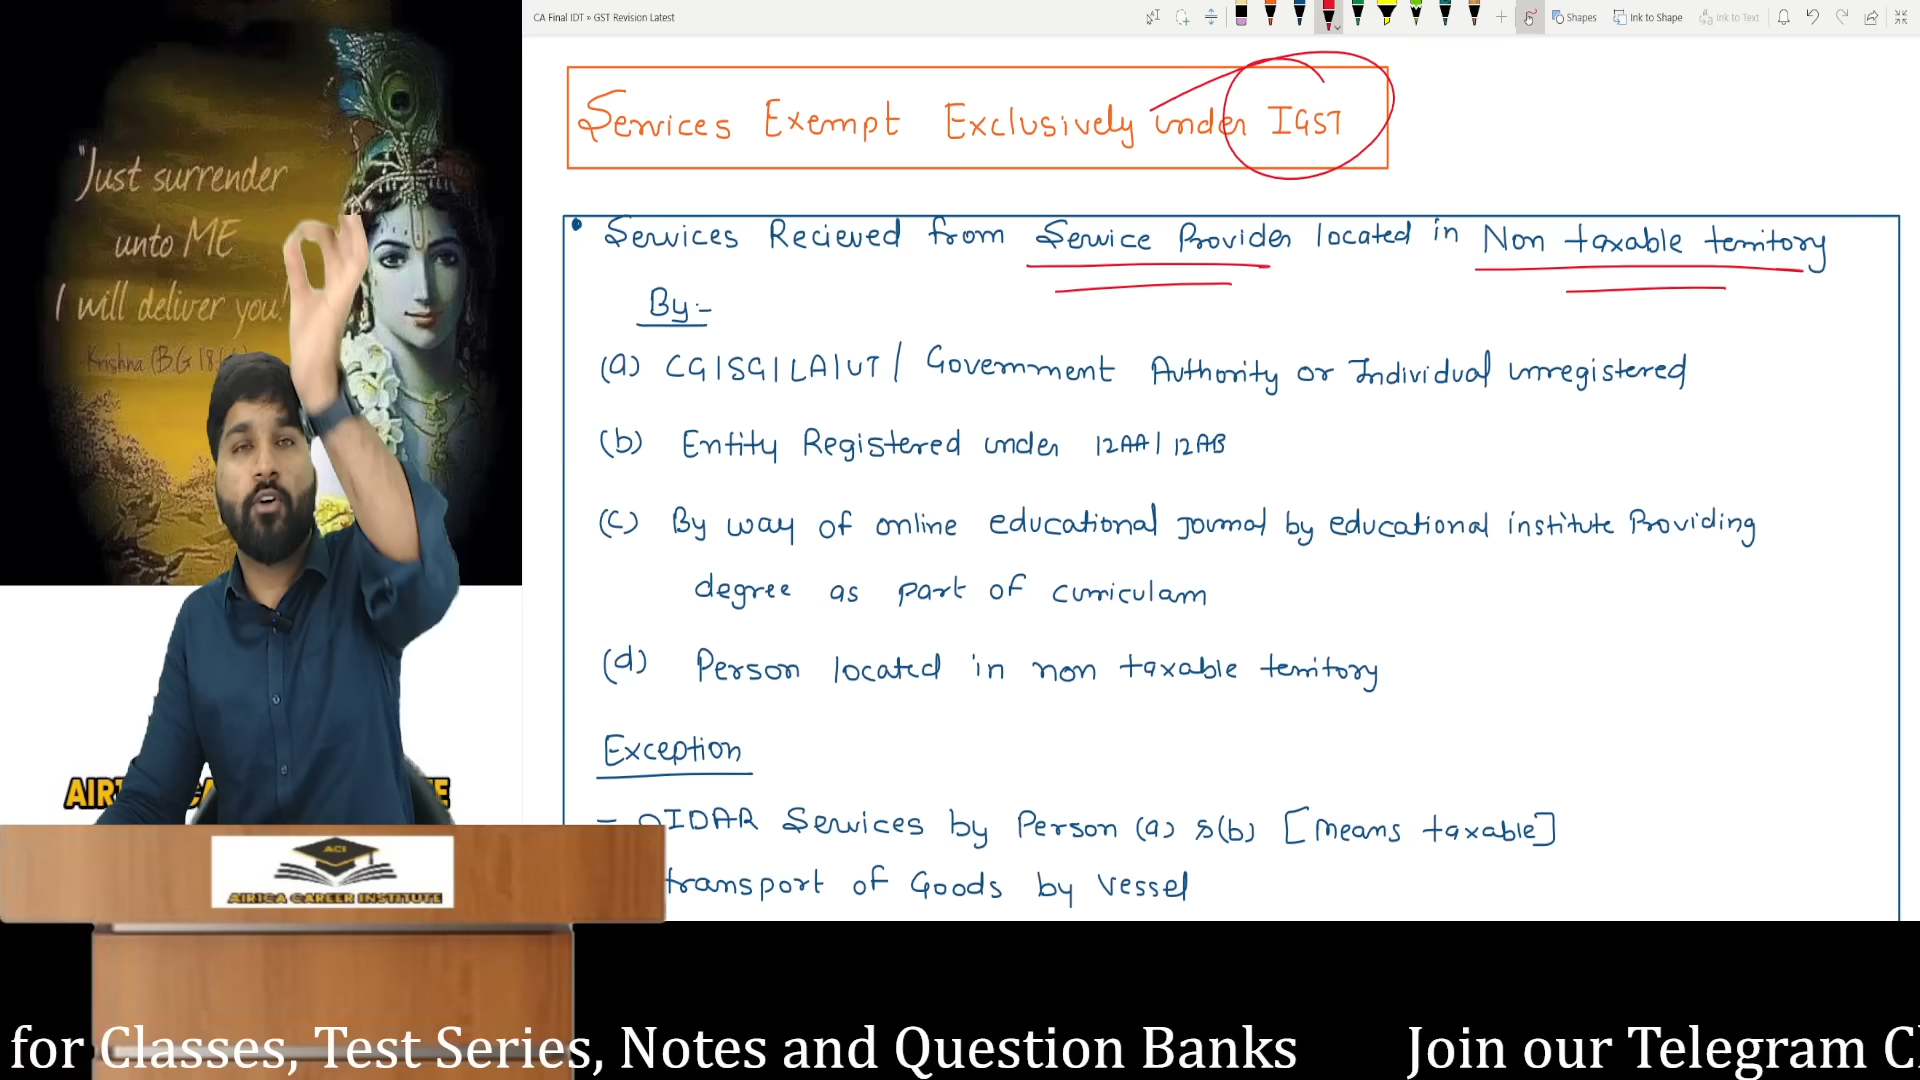 CA Final IDT » GST Revision Latest
Shapes
Ink to Shape
Ink to Text
"Just surrender
unto ME
I will deliver you!
Krishna (B.G 18
Services Exempt Exclusively under IGST
• Services Recieved from Service Provider located in Non taxable territory
By:-
(a) CG|SG|LA|UT / Government Authority or Individual unregistered
(b) Entity Registered under 12AA/12AB
(c) By way of online educational journal by educational institute Providing
degree as part of curriculam
(d) Person located in non taxable territory
Exception
- OIDAR Services by Person (a) &(b) [means taxable]
transport of Goods by vessel
ACI
AIR1CA CAREER INSTITUTE
for Classes, Test Series, Notes and Question Banks
Join our Telegram C